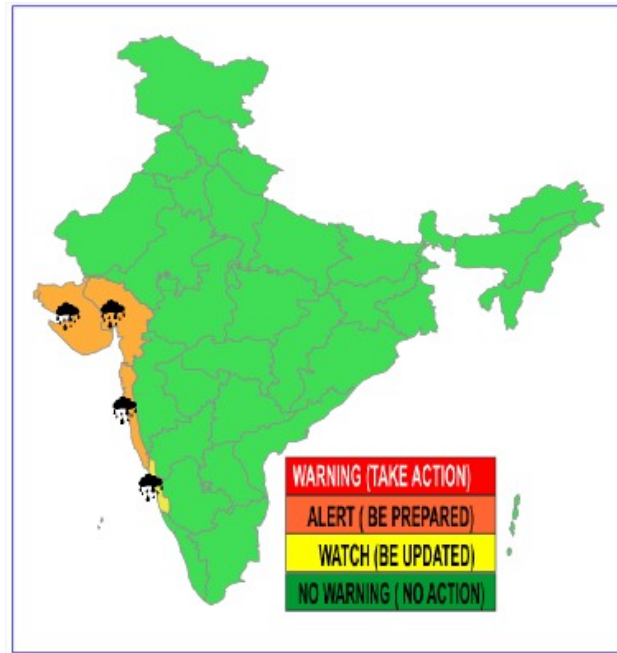 WARNING (TAKE ACTION)
ALERT ( BE PREPARED)
WATCH (BE UPDATED)
NO WARNING ( NO ACTION)